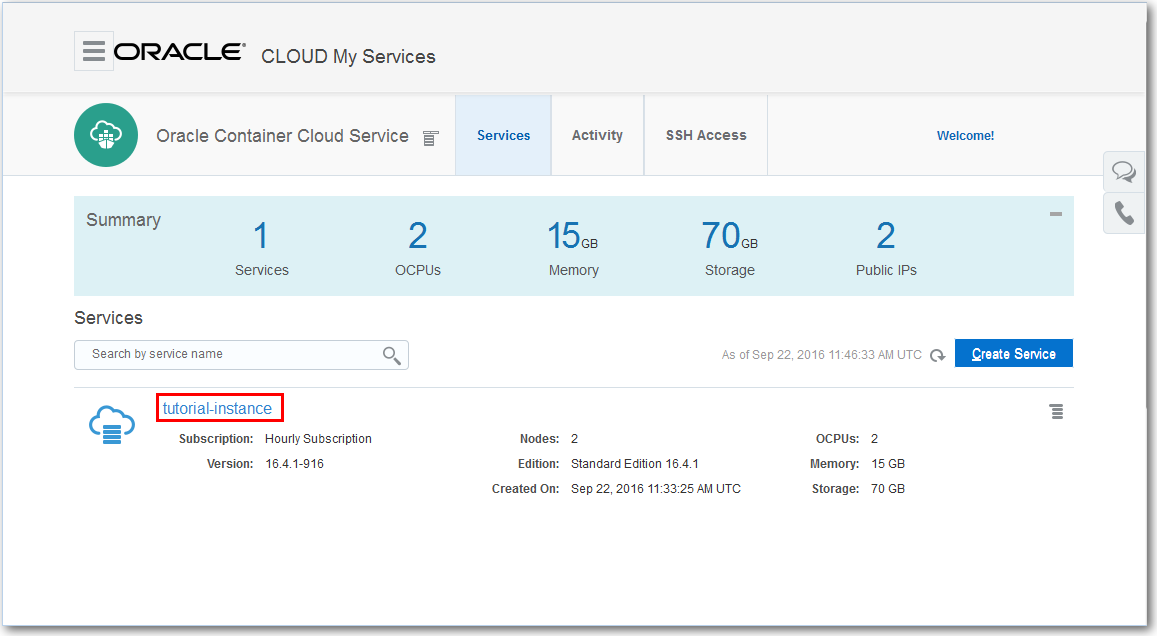 ORACLE® CLOUD My Services
Oracle Container Cloud Service Services Activity SSH Access Welcome!
Summary
1 2 15GB 70GB 2
Services OCPUs Memory Storage Public IPs
Services
Search by service name As of Sep 22, 2016 11:46:33 AM UTC Create Service
tutorial-instance
Subscription: Hourly Subscription Nodes: 2 OCPUs: 2
Version: 16.4.1-916 Edition: Standard Edition 16.4.1 Memory: 15 GB
Created On: Sep 22, 2016 11:33:25 AM UTC Storage: 70 GB